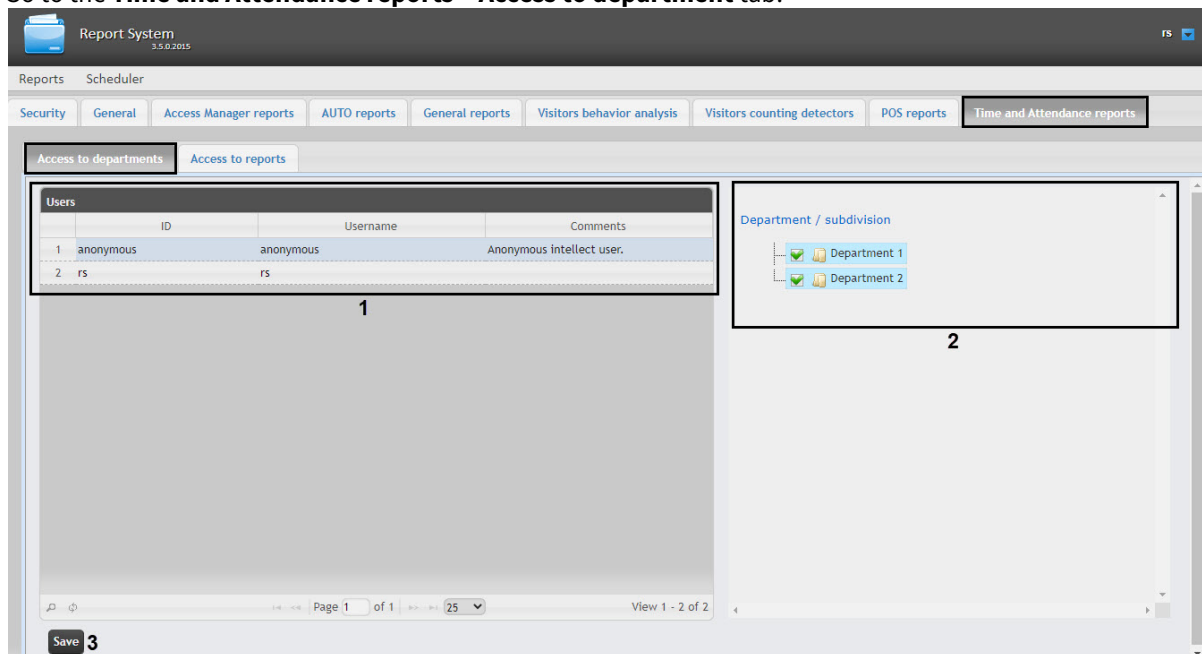 Go to the Time and Attendance reports – Access to department tab.
Report System
3.5.0.2015
rs
Reports Scheduler
Security General Access Manager reports AUTO reports General reports Visitors behavior analysis Visitors counting detectors POS reports Time and Attendance reports
Access to departments Access to reports
Users
ID Username Comments
1 anonymous anonymous Anonymous intellect user.
2 rs rs
1
Department / subdivision
Department 1
Department 2
2
Page 1 of 1 25 View 1 - 2 of 2
Save 3